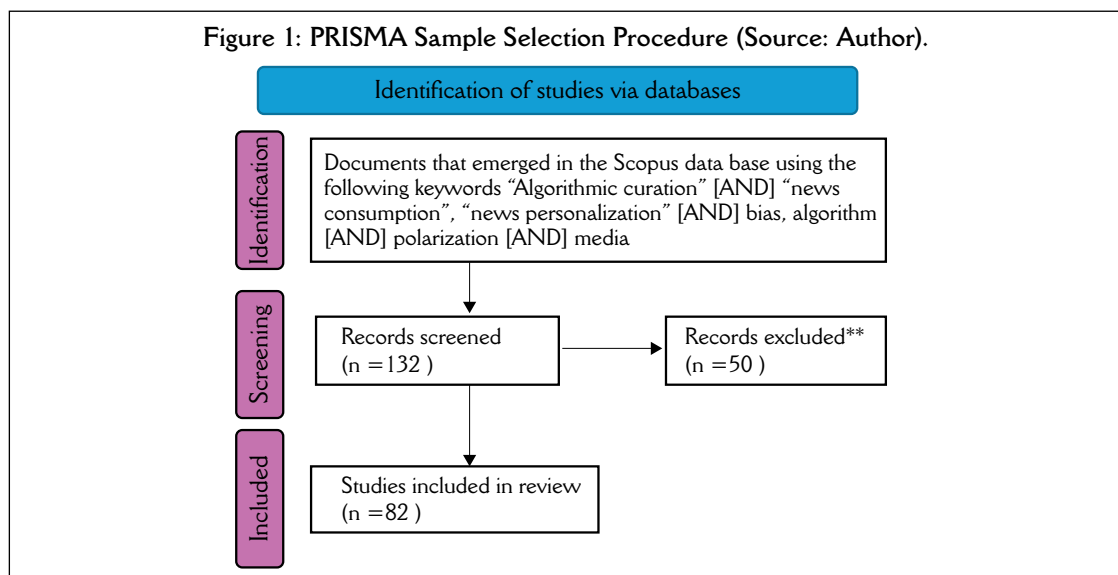 Figure 1: PRISMA Sample Selection Procedure (Source: Author).
Identification of studies via databases
Identification
Documents that emerged in the Scopus data base using the
following keywords “Algorithmic curation” [AND] “news
consumption”, “news personalization” [AND] bias, algorithm
[AND] polarization [AND] media
Screening
Records screened
(n =132 )
Records excluded**
(n =50 )
Included
Studies included in review
(n =82 )